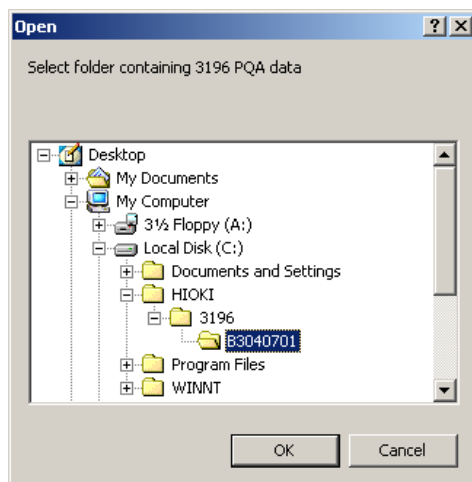 Open
Select folder containing 3196 PQA data
Desktop
My Documents
My Computer
3½ Floppy (A:)
Local Disk (C:)
Documents and Settings
HIOKI
3196
B3040701
Program Files
WINNT
OK Cancel